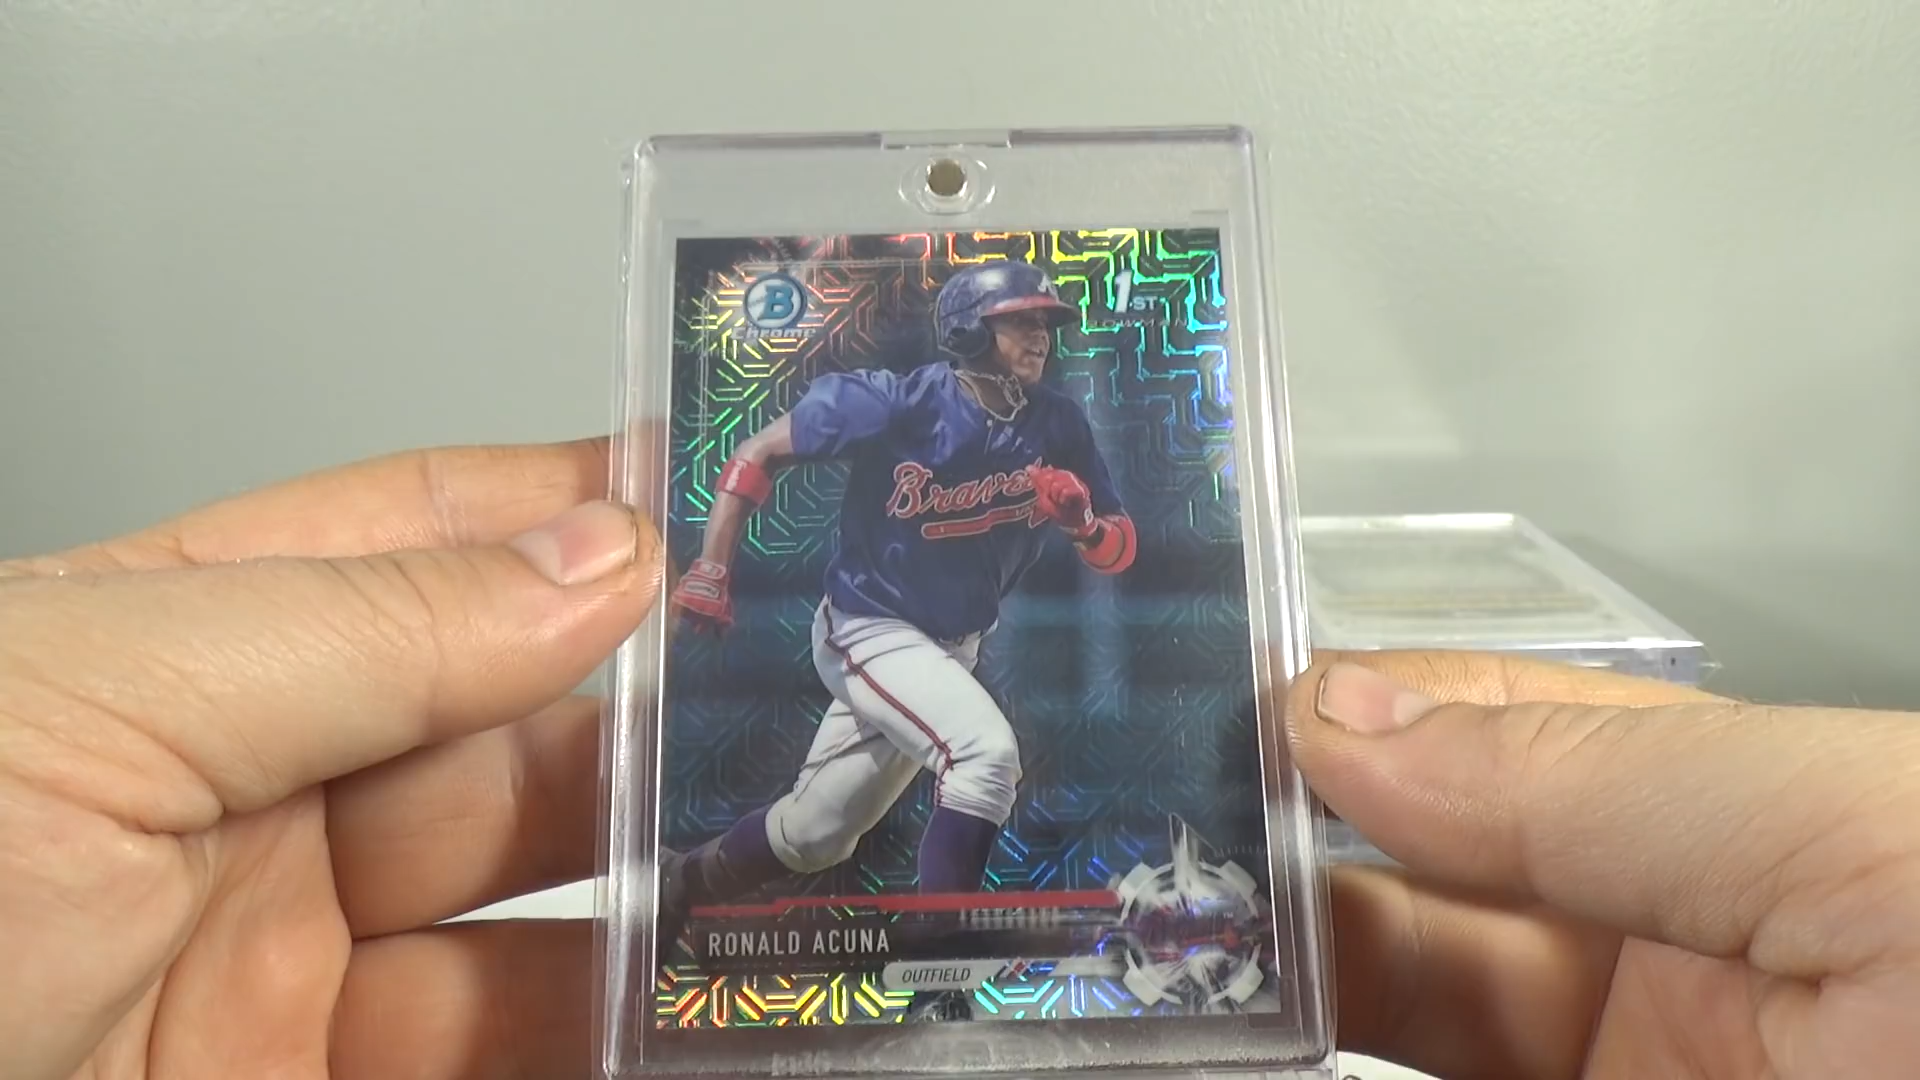 B
Chrome
1ST
BOWMAN
Braves
RONALD ACUNA
OUTFIELD